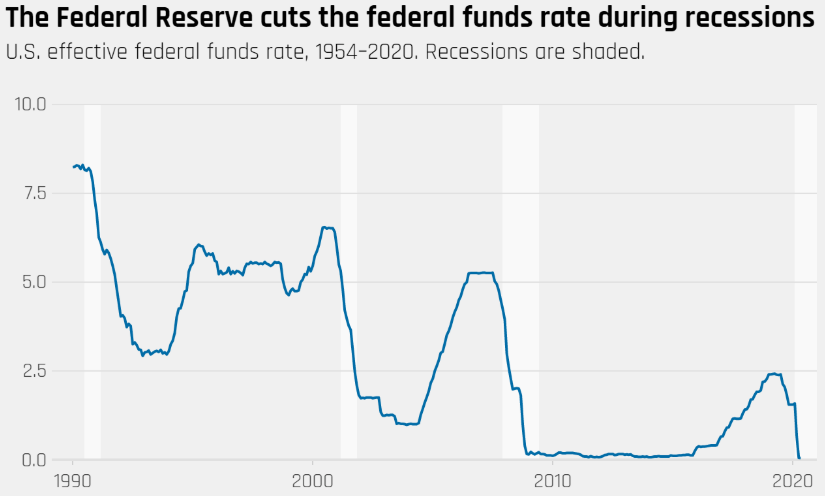 The Federal Reserve cuts the federal funds rate during recessions
U.S. effective federal funds rate, 1954–2020. Recessions are shaded.
10.0
7.5
5.0
2.5
0.0
1990 2000 2010 2020